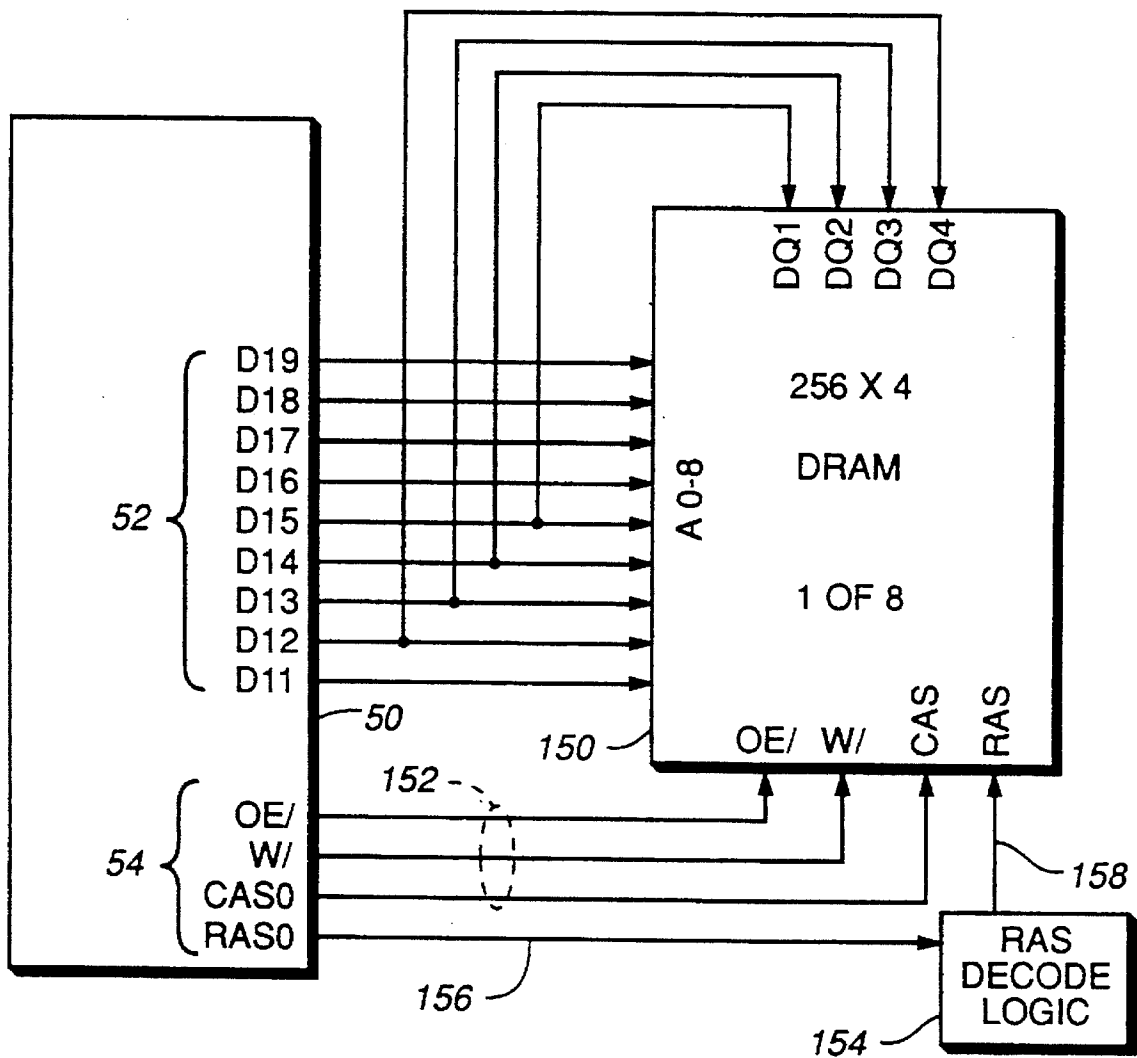 DQ1
DQ2
DQ3
DQ4
D19
D18
D17
D16
D15
D14
D13
D12
D11
52
A 0-8
256 X 4
DRAM
1 OF 8
50
150
OE/ W/ CAS RAS
152
OE/
W/
CAS0
RAS0
54
156
158
RAS
DECODE
LOGIC
154